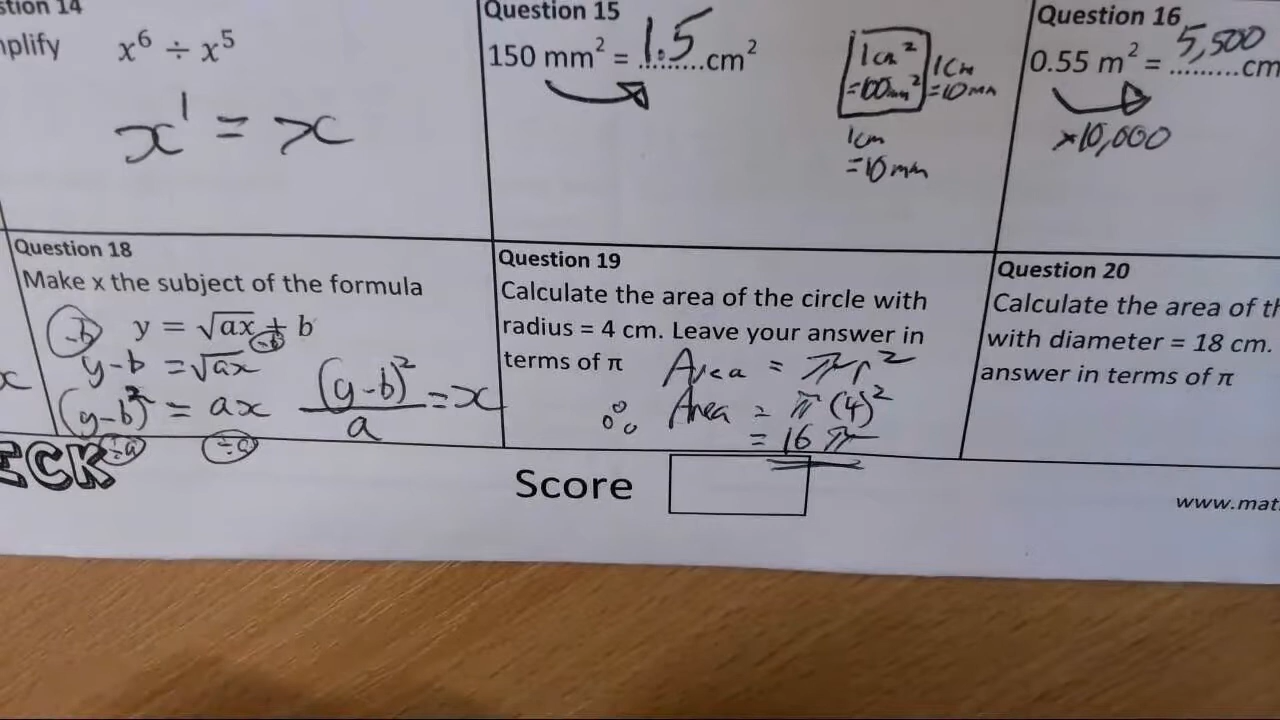 stion 14
mplify x⁶ ÷ x⁵
x¹ = x
Question 15
150 mm² = 1.5 cm²
1cm²
=100mm²
1cm
=10mm
1cm
=10mm
Question 16
0.55 m² = 5,500 cm
×10,000
x
Question 18
Make x the subject of the formula
-b y = √ax + b
-b
y-b = √ax
(y-b)² = ax (y-b)²/a = x
÷a ÷a
Question 19
Calculate the area of the circle with
radius = 4 cm. Leave your answer in
terms of π Area = πr²
∴ Area = π(4)²
= 16π
Question 20
Calculate the area of th
with diameter = 18 cm.
answer in terms of π
ECK
Score
www.mat